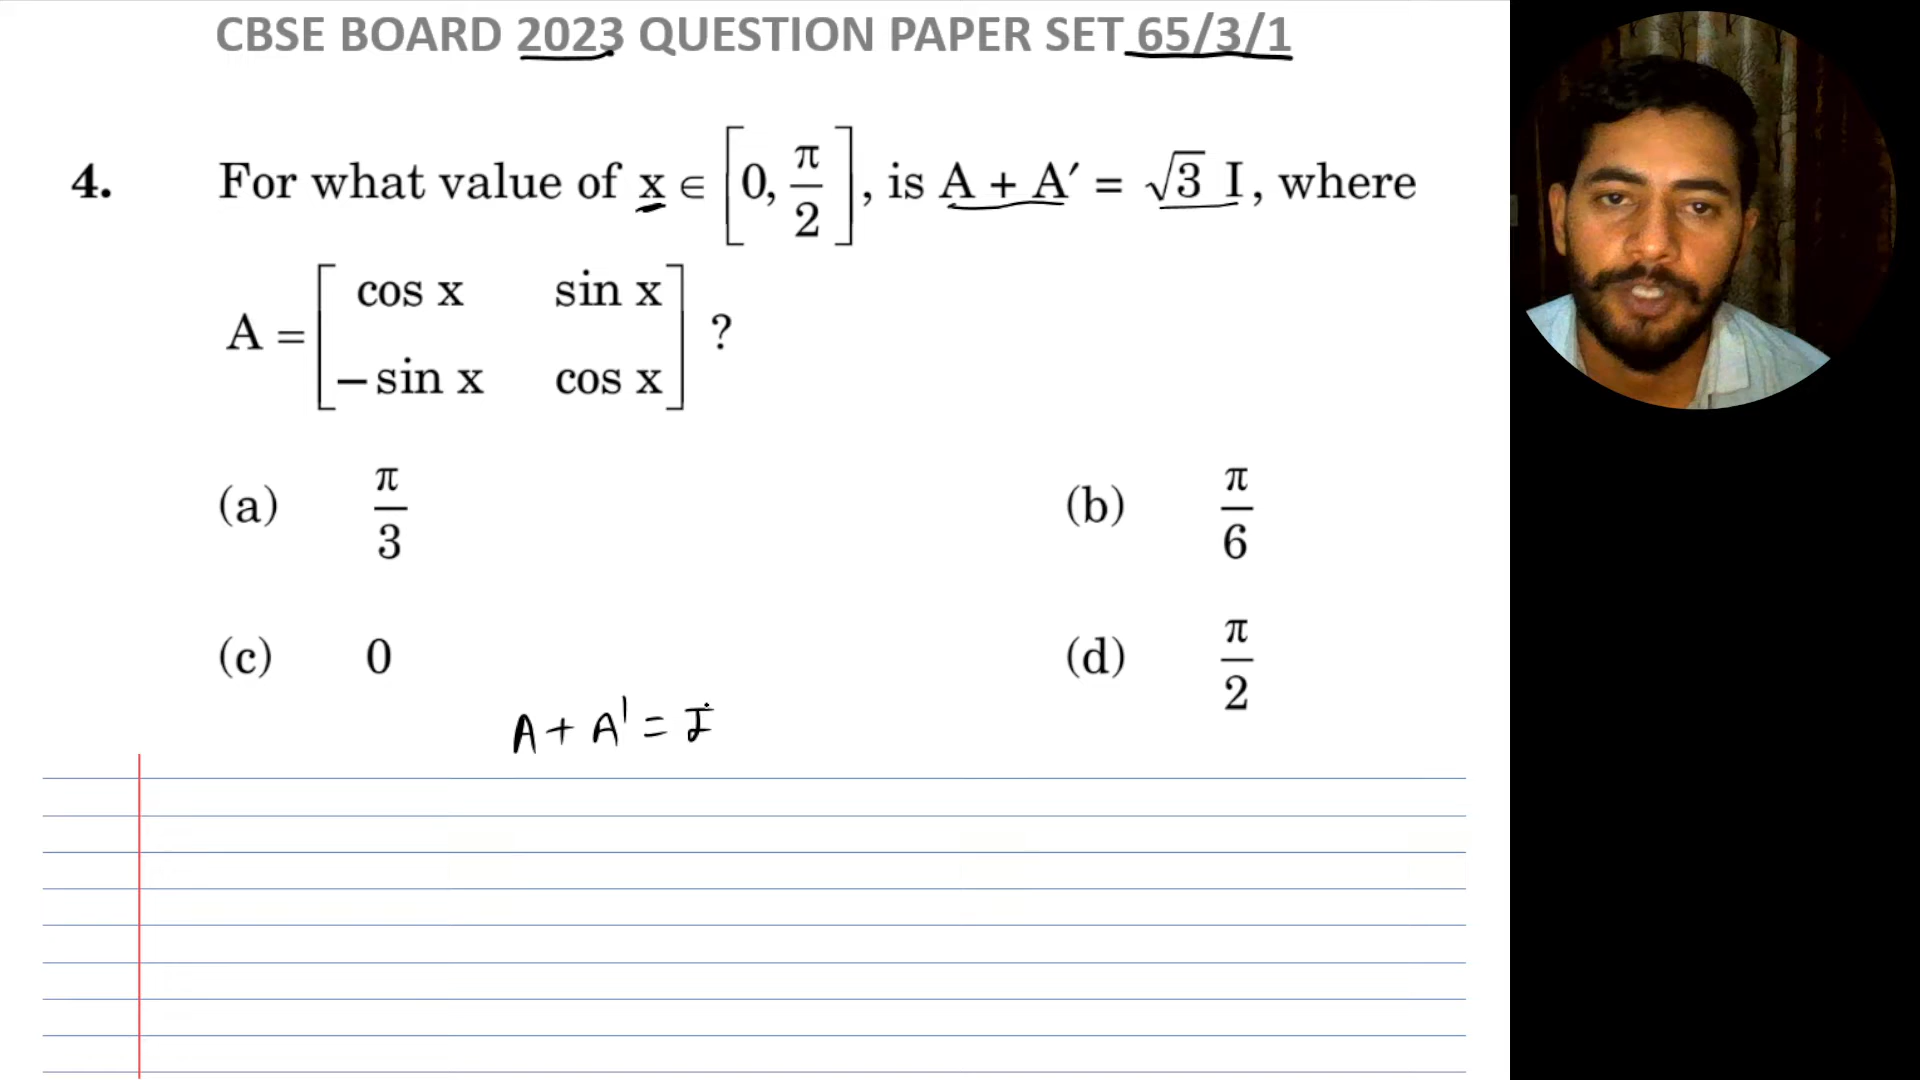 CBSE BOARD 2023 QUESTION PAPER SET 65/3/1
4. For what value of x ∈ [0, π/2], is A + A′ = √3 I, where
A = [cos x sin x
− sin x cos x] ?
(a) π/3 (b) π/6
(c) 0 (d) π/2
A + A' = I